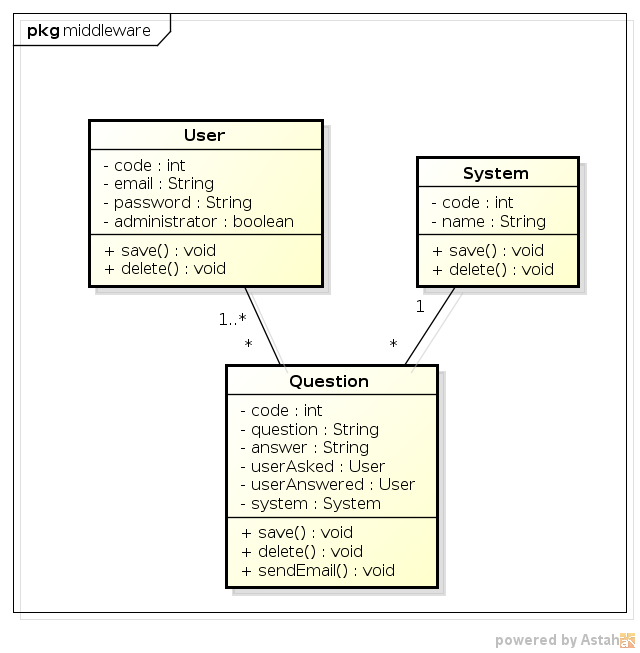 pkg middleware
User
- code : int
- email : String
- password : String
- administrator : boolean
+ save() : void
+ delete() : void
System
- code : int
- name : String
+ save() : void
+ delete() : void
1..*
*
1
*
Question
- code : int
- question : String
- answer : String
- userAsked : User
- userAnswered : User
- system : System
+ save() : void
+ delete() : void
+ sendEmail() : void
powered by Astah